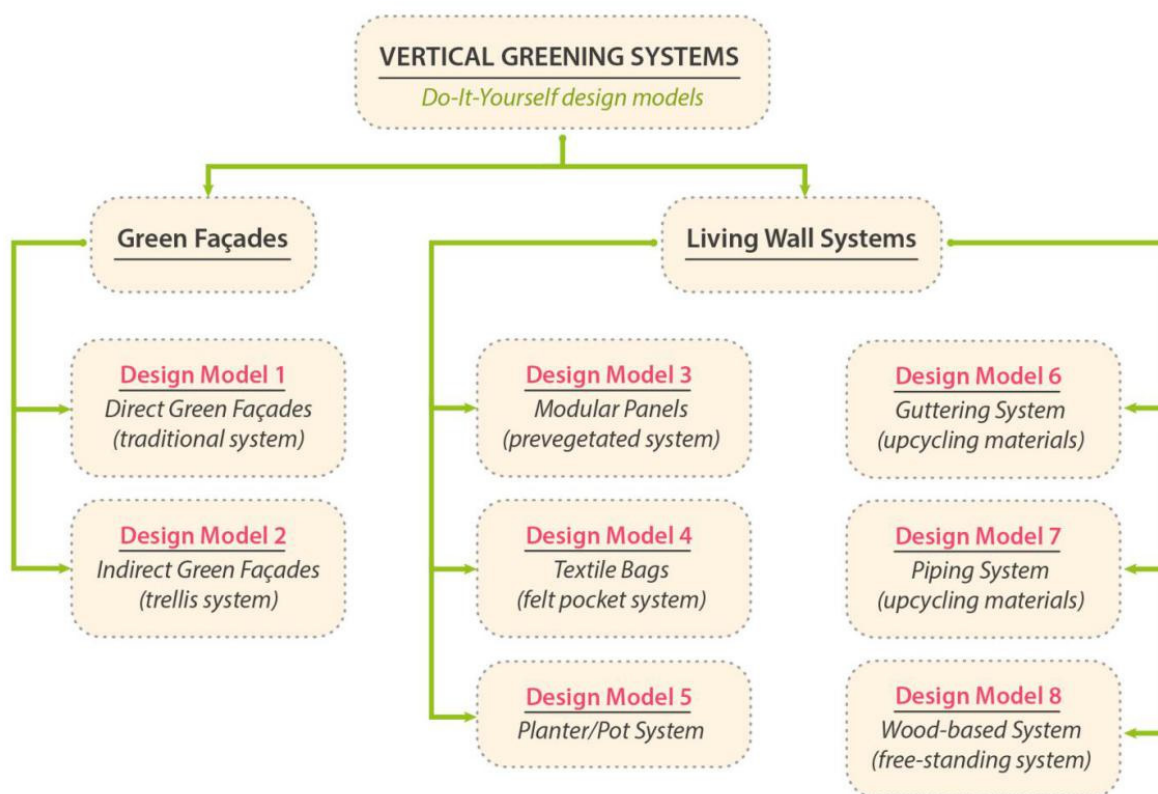 VERTICAL GREENING SYSTEMS
Do-It-Yourself design models
Green Façades
Living Wall Systems
Design Model 1
Direct Green Façades
(traditional system)
Design Model 2
Indirect Green Façades
(trellis system)
Design Model 3
Modular Panels
(prevegetated system)
Design Model 4
Textile Bags
(felt pocket system)
Design Model 5
Planter/Pot System
Design Model 6
Guttering System
(upcycling materials)
Design Model 7
Piping System
(upcycling materials)
Design Model 8
Wood-based System
(free-standing system)